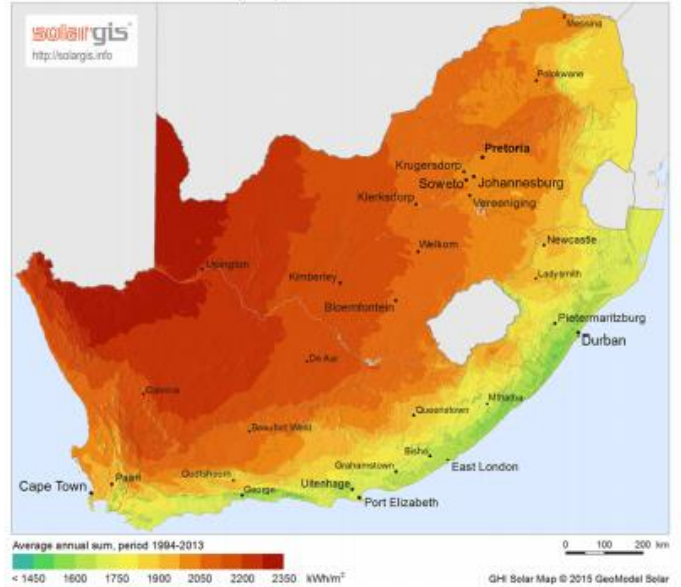 solargis
http://solargis.info
Messina
Polokwane
Pretoria
Krugersdorp
Soweto
Johannesburg
Klerksdorp
Vereeniging
Welkom
Newcastle
Upington
Kimberley
Ladysmith
Bloemfontein
Pietermaritzburg
Durban
De Aar
Calvinia
Queenstown
Mthatha
Beaufort West
Bisho
Grahamstown
East London
Cape Town
Paarl
Oudtshoorn
George
Uitenhage
Port Elizabeth
Average annual sum, period 1994-2013
0 100 200 km
< 1450 1600 1750 1900 2050 2200 2350 kWh/m²
GHI Solar Map © 2015 GeoModel Solar